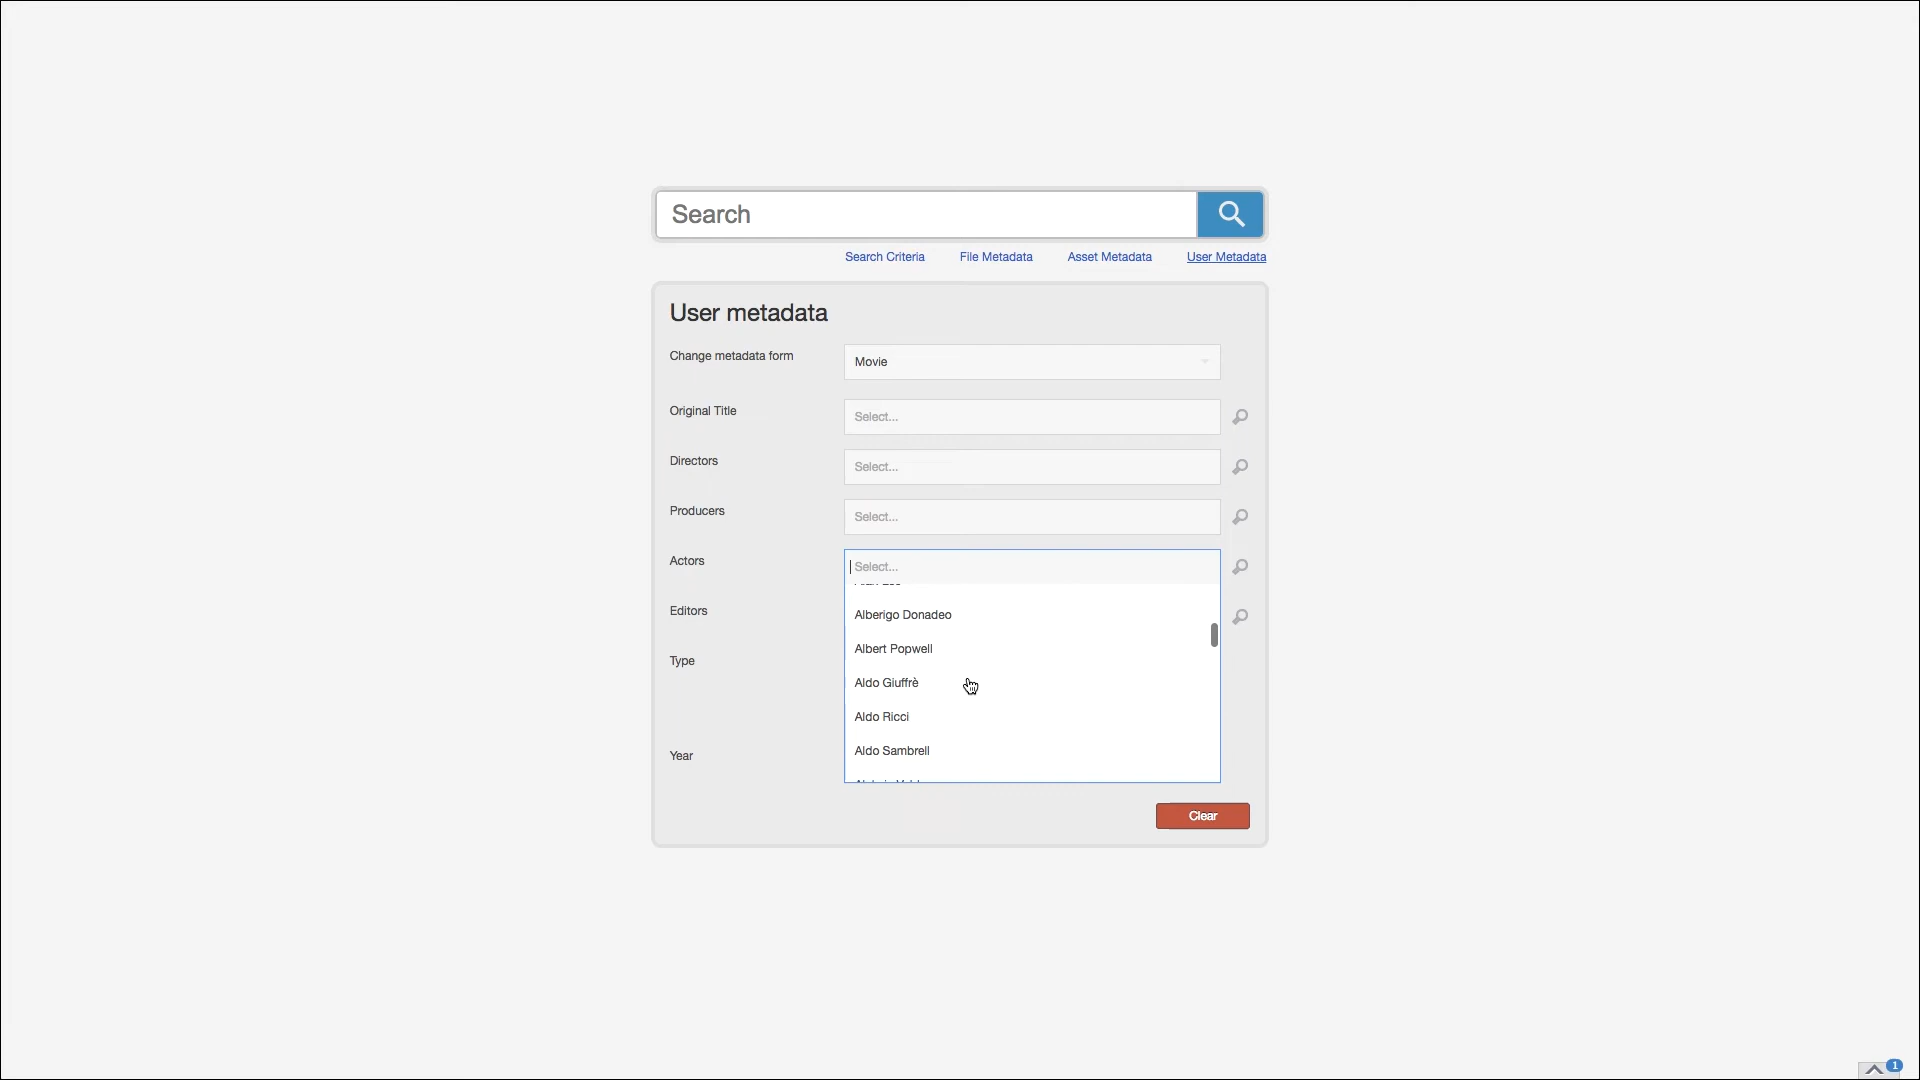 Search
Search Criteria File Metadata Asset Metadata User Metadata
User metadata
Change metadata form Movie
Original Title Select...
Directors Select...
Producers Select...
Actors Select...
Editors Alberigo Donadeo
Albert Popwell
Type
Aldo Giuffrè
Aldo Ricci
Aldo Sambrell
Year
Clear
1